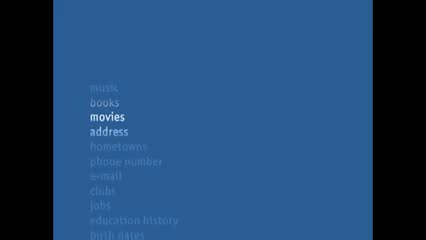 music
books
movies
address
hometowns
phone number
e-mail
clubs
jobs
education history
birth dates